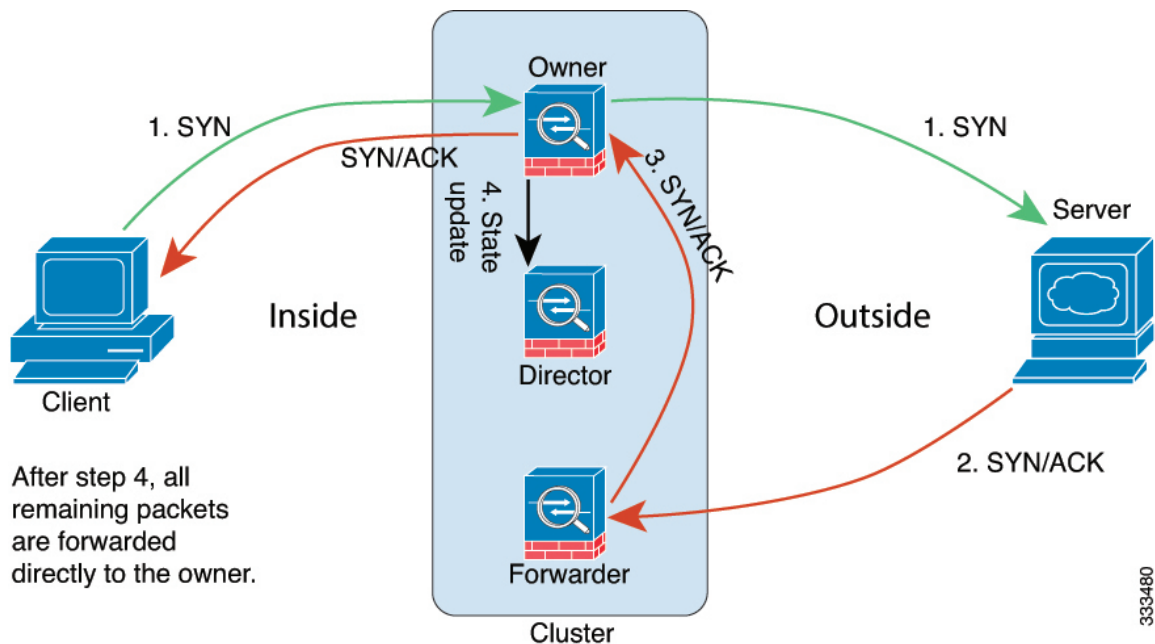 Owner
1. SYN
1. SYN
SYN/ACK
3. SYN/ACK
4. State
update
Server
Inside
Outside
Director
Client
2. SYN/ACK
After step 4, all
remaining packets
are forwarded
directly to the owner.
Forwarder
Cluster
333480